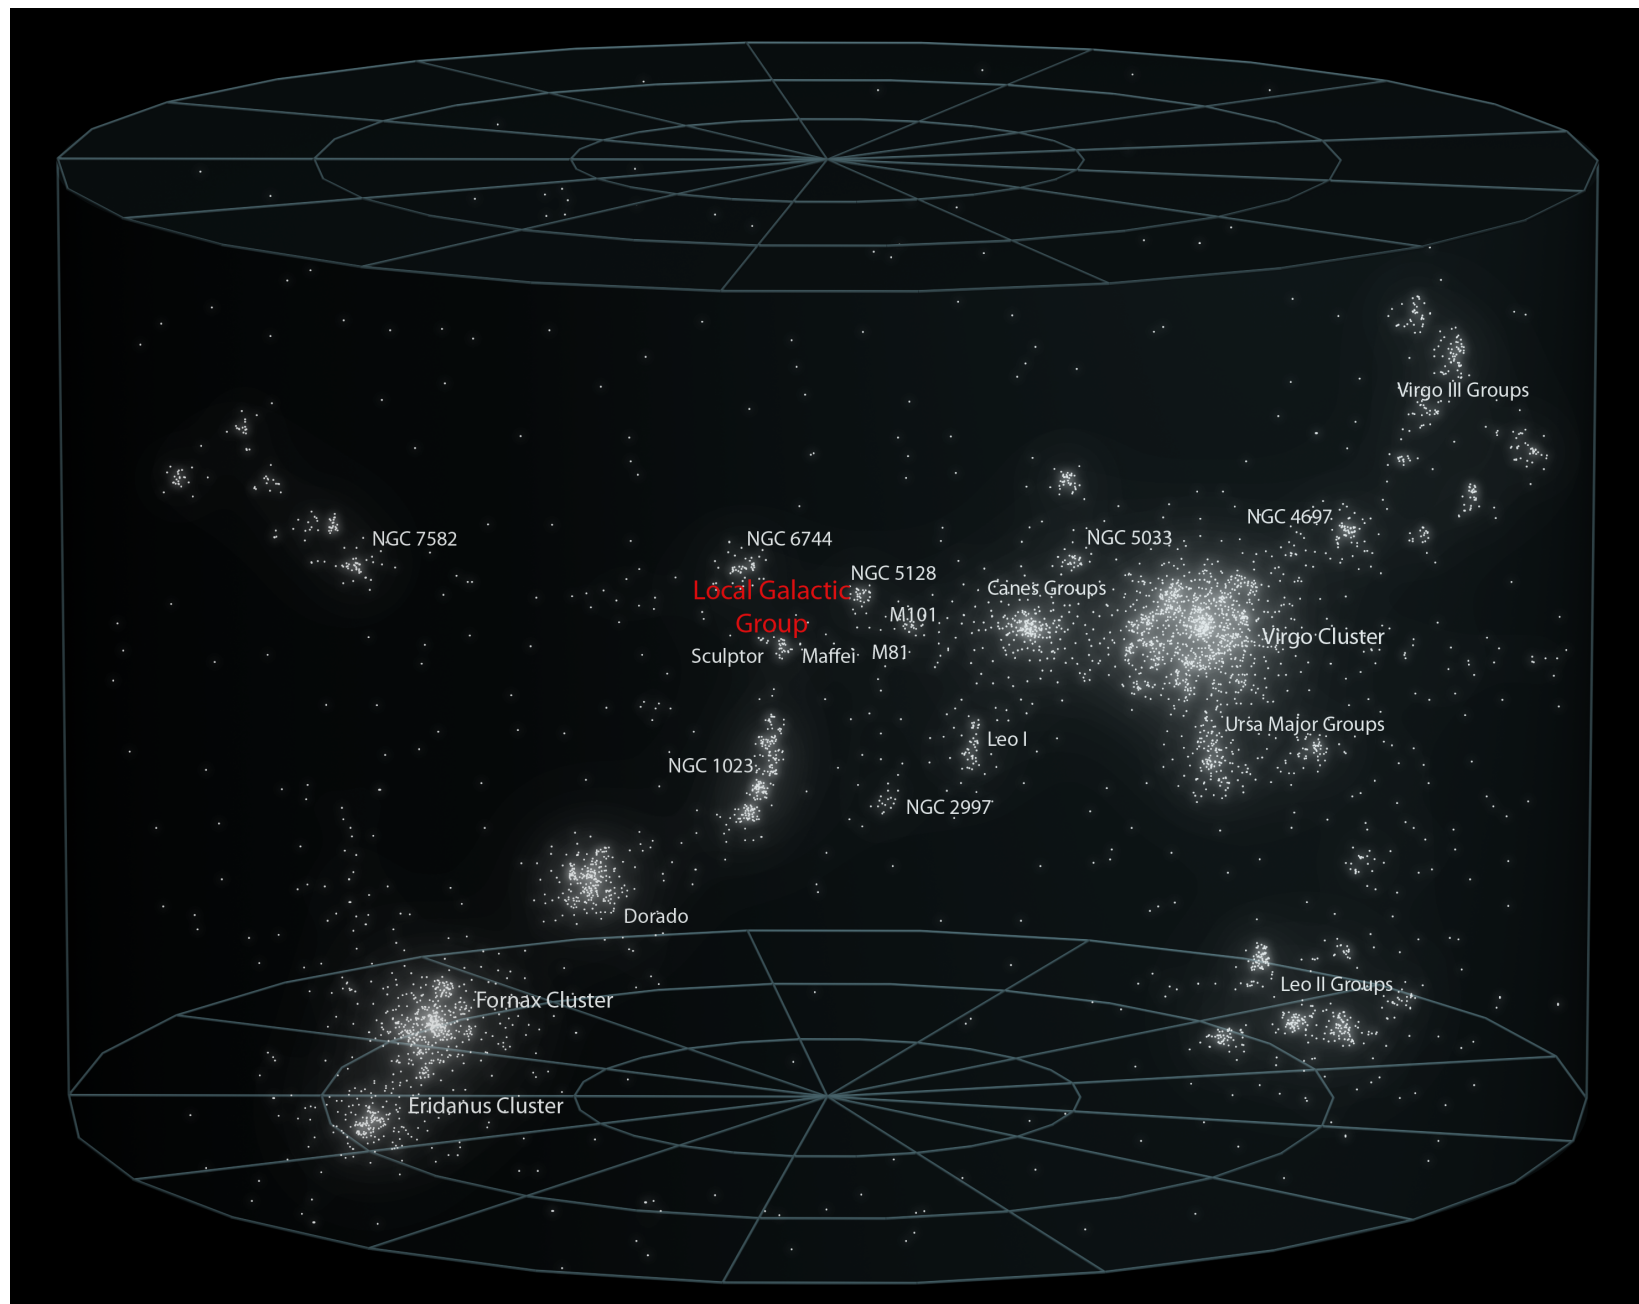 Virgo III Groups
NGC 4697
NGC 7582
NGC 6744
NGC 5033
NGC 5128
Local Galactic
Group
Canes Groups
M101
Virgo Cluster
Sculptor
Maffei
M81
Ursa Major Groups
Leo I
NGC 1023
NGC 2997
Dorado
Leo II Groups
Fornax Cluster
Eridanus Cluster